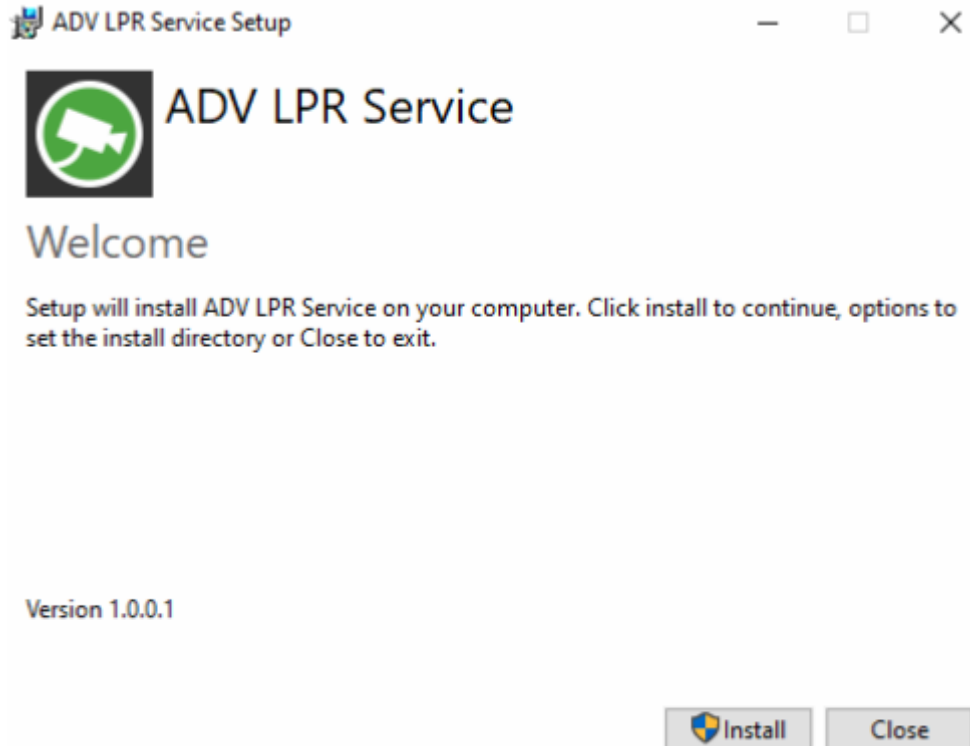 ADV LPR Service Setup
ADV LPR Service
Welcome
Setup will install ADV LPR Service on your computer. Click install to continue, options to
set the install directory or Close to exit.
Version 1.0.0.1
Install
Close